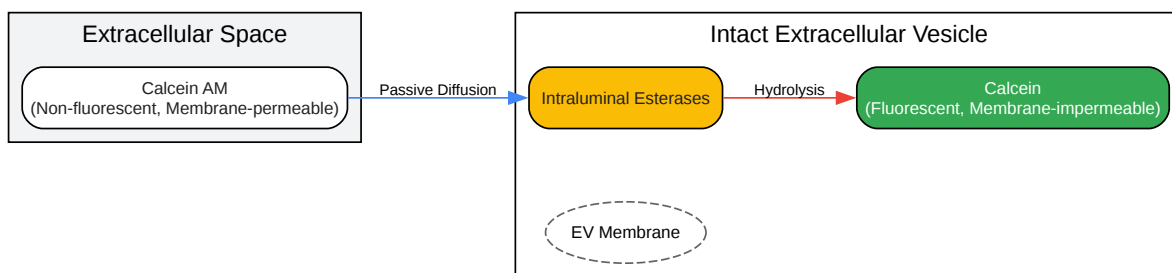 Extracellular Space
Calcein AM
(Non-fluorescent, Membrane-permeable)
Passive Diffusion
Intact Extracellular Vesicle
Intraluminal Esterases
Hydrolysis
Calcein
(Fluorescent, Membrane-impermeable)
EV Membrane